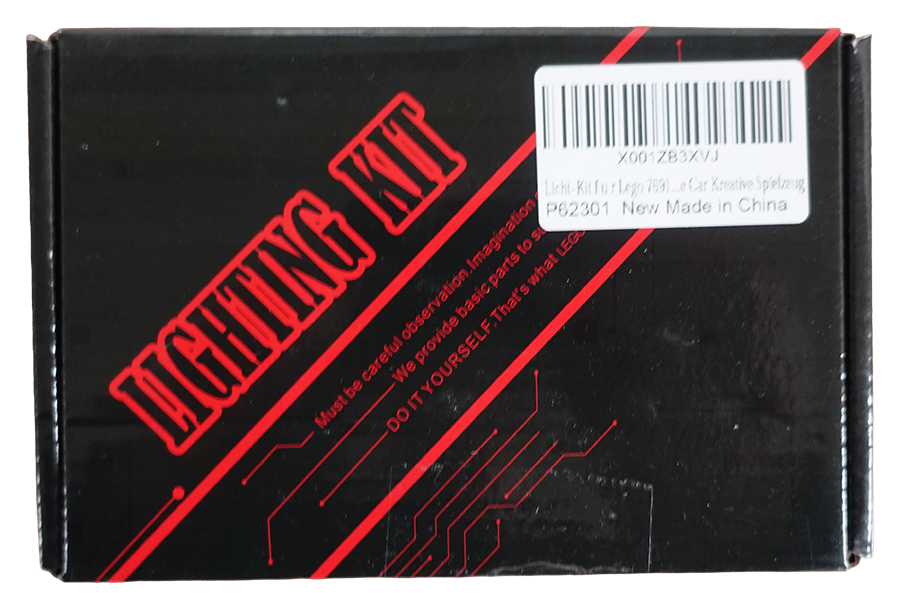 LIGHTING KIT
Must be careful observation.Imagination
We provide basic parts to
DO IT YOURSELF.That's what LEGO
X001ZB3XVJ
Licht-Kit f ü r Lego 7691...e Car Kreative Spielzeug
P62301 New Made in China